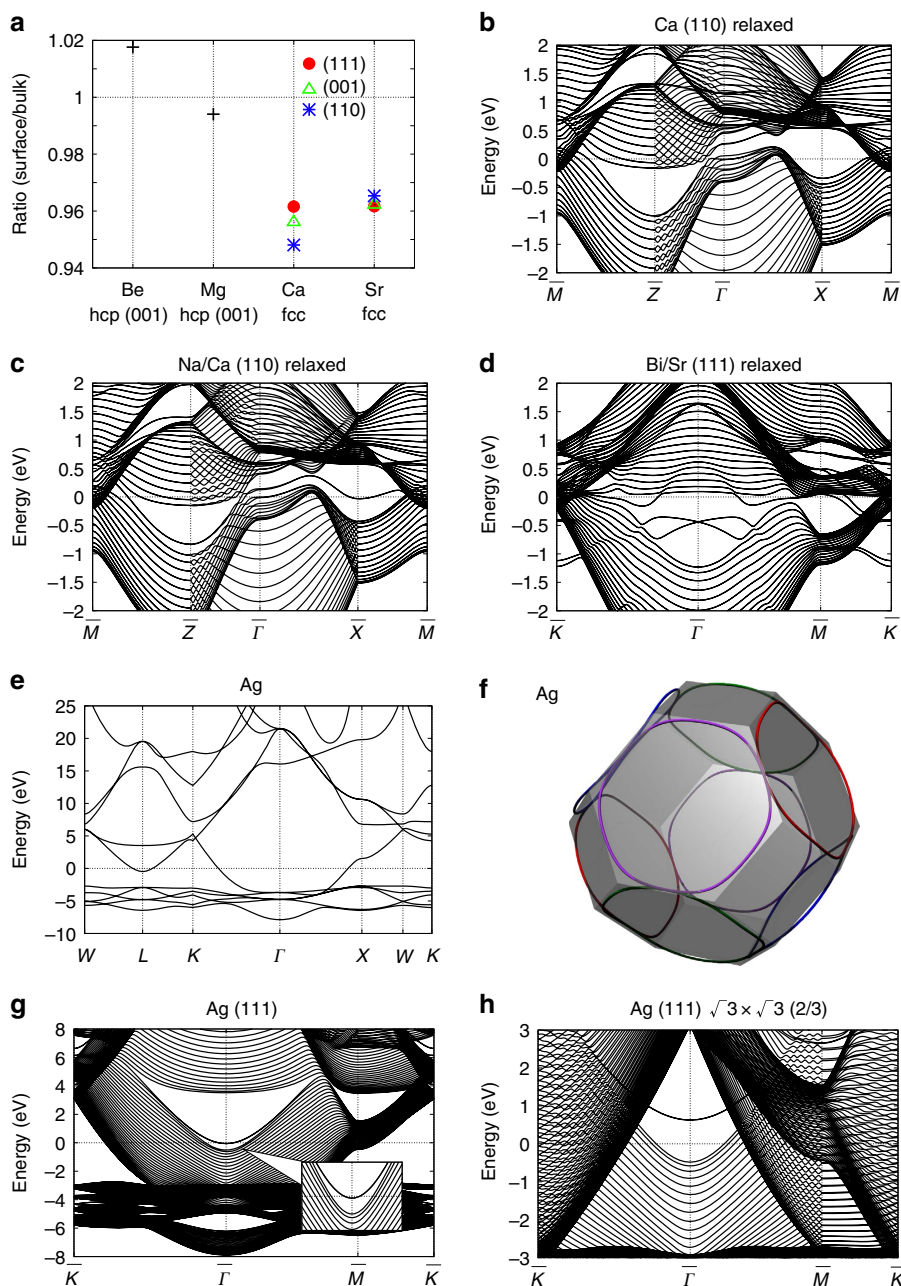 a
1.02
1
0.98
0.96
0.94
Ratio (surface/bulk)
(111)
(001)
(110)
Be
hcp (001)
Mg
hcp (001)
Ca
fcc
Sr
fcc
b
Ca (110) relaxed
2
1.5
1
0.5
0
−0.5
−1
−1.5
−2
Energy (eV)
M̅ Z̅ Γ̅ X̅ M̅
c
Na/Ca (110) relaxed
2
1.5
1
0.5
0
−0.5
−1
−1.5
−2
Energy (eV)
M̅ Z̅ Γ̅ X̅ M̅
d
Bi/Sr (111) relaxed
2
1.5
1
0.5
0
−0.5
−1
−1.5
−2
Energy (eV)
K̅ Γ̅ M̅ K̅
e
Ag
25
20
15
10
5
0
−5
−10
Energy (eV)
W L K Γ X W K
f
Ag
g
Ag (111)
8
6
4
2
0
−2
−4
−6
−8
Energy (eV)
K̅ Γ̅ M̅ K̅
h
Ag (111) √3 × √3 (2/3)
3
2
1
0
−1
−2
−3
Energy (eV)
K̅ Γ̅ M̅ K̅